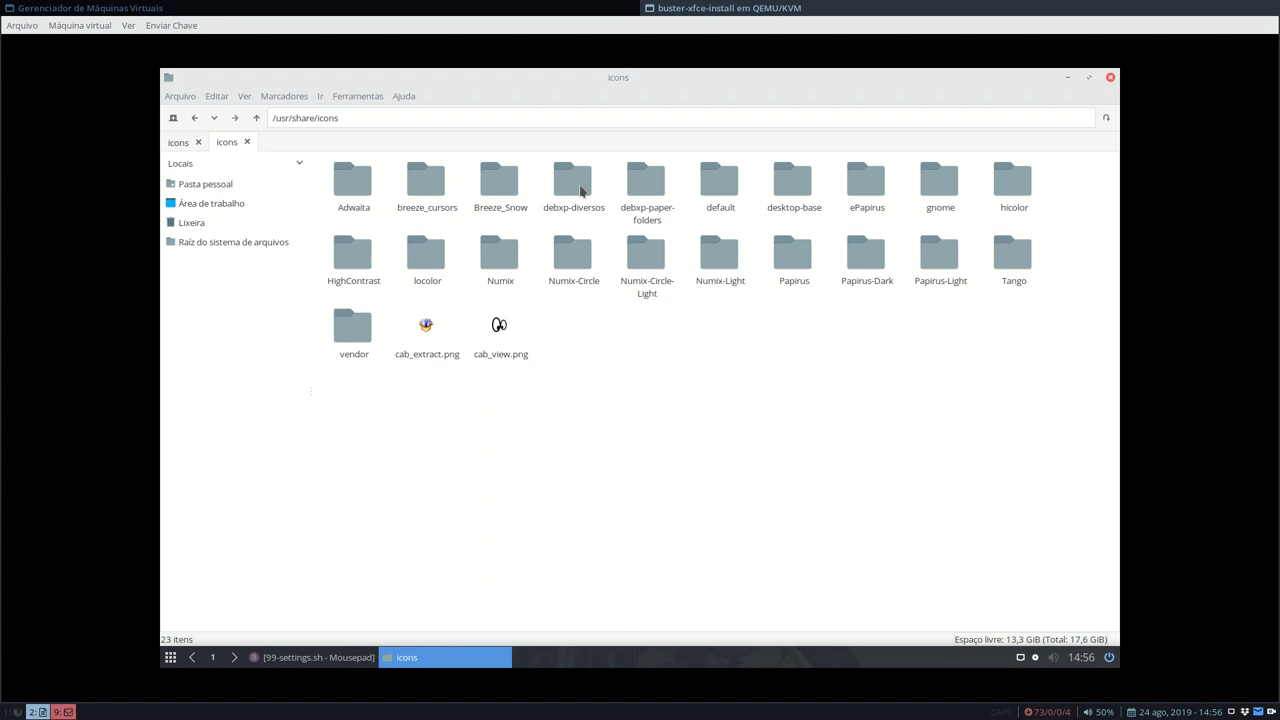 Gerenciador de Máquinas Virtuais
buster-xfce-install em QEMU/KVM
Arquivo Máquina virtual Ver Enviar Chave
icons
Arquivo Editar Ver Marcadores Ir Ferramentas Ajuda
/usr/share/icons
icons icons
Locais
Pasta pessoal
Área de trabalho
Lixeira
Raíz do sistema de arquivos
Adwaita breeze_cursors Breeze_Snow debxp-diversos debxp-paper-folders default desktop-base ePapirus gnome hicolor
HighContrast locolor Numix Numix-Circle Numix-Circle-Light Numix-Light Papirus Papirus-Dark Papirus-Light Tango
vendor cab_extract.png cab_view.png
23 itens
Espaço livre: 13,3 GiB (Total: 17,6 GiB)
1 [99-settings.sh - Mousepad] icons 14:56
1: 2: 9: CAPS 73/0/0/4 50% 24 ago, 2019 - 14:56